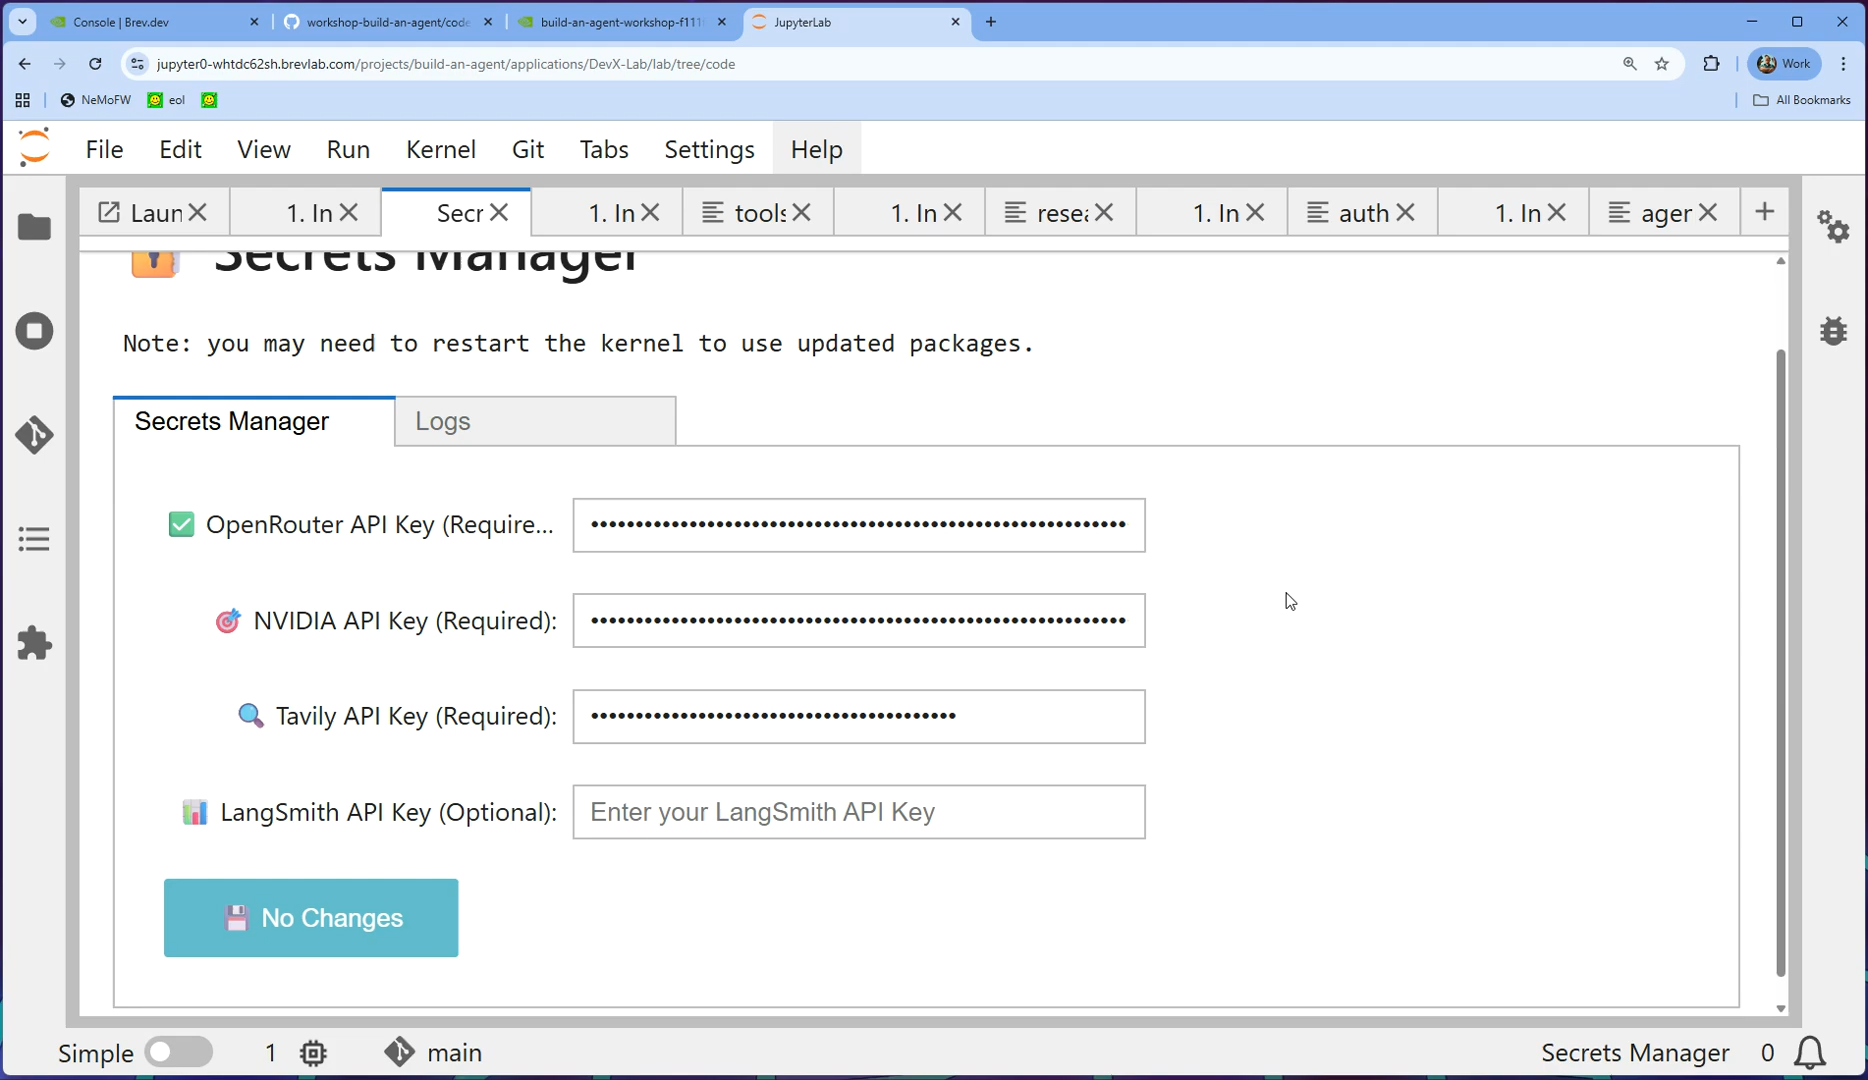 Console | Brev.dev
workshop-build-an-agent/code
build-an-agent-workshop-f111
JupyterLab
jupyter0-whtdc62sh.brevlab.com/projects/build-an-agent/applications/DevX-Lab/lab/tree/code
Work
NeMoFW
eol
All Bookmarks
File Edit View Run Kernel Git Tabs Settings Help
Laun
1. In
Secr
1. In
tools
1. In
resea
1. In
auth
1. In
ager
Secrets Manager
Note: you may need to restart the kernel to use updated packages.
Secrets Manager
Logs
OpenRouter API Key (Require...
NVIDIA API Key (Required):
Tavily API Key (Required):
LangSmith API Key (Optional):
Enter your LangSmith API Key
No Changes
Simple
1
main
Secrets Manager
0